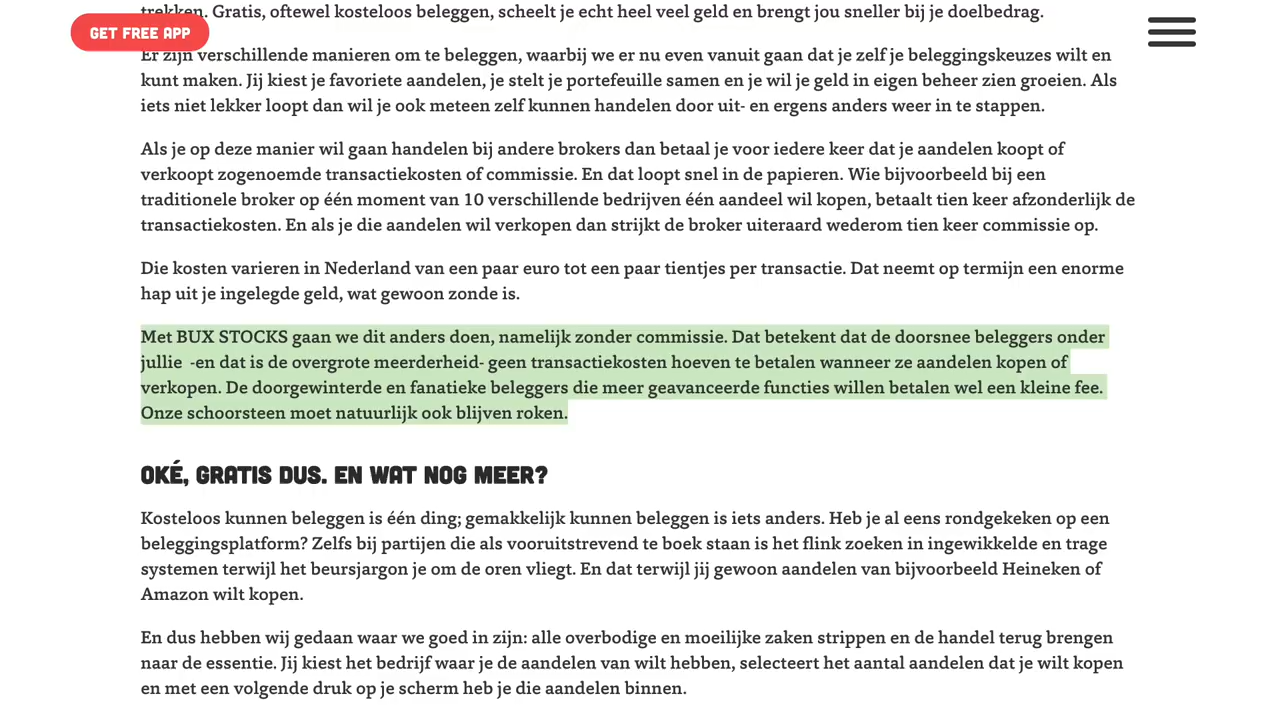 trekken. Gratis, oftewel kosteloos beleggen, scheelt je echt heel veel geld en brengt jou sneller bij je doelbedrag.
GET FREE APP
Er zijn verschillende manieren om te beleggen, waarbij we er nu even vanuit gaan dat je zelf je beleggingskeuzes wilt en
kunt maken. Jij kiest je favoriete aandelen, je stelt je portefeuille samen en je wil je geld in eigen beheer zien groeien. Als
iets niet lekker loopt dan wil je ook meteen zelf kunnen handelen door uit- en ergens anders weer in te stappen.
Als je op deze manier wil gaan handelen bij andere brokers dan betaal je voor iedere keer dat je aandelen koopt of
verkoopt zogenoemde transactiekosten of commissie. En dat loopt snel in de papieren. Wie bijvoorbeeld bij een
traditionele broker op één moment van 10 verschillende bedrijven één aandeel wil kopen, betaalt tien keer afzonderlijk de
transactiekosten. En als je die aandelen wil verkopen dan strijkt de broker uiteraard wederom tien keer commissie op.
Die kosten varieren in Nederland van een paar euro tot een paar tientjes per transactie. Dat neemt op termijn een enorme
hap uit je ingelegde geld, wat gewoon zonde is.
Met BUX STOCKS gaan we dit anders doen, namelijk zonder commissie. Dat betekent dat de doorsnee beleggers onder
jullie -en dat is de overgrote meerderheid- geen transactiekosten hoeven te betalen wanneer ze aandelen kopen of
verkopen. De doorgewinterde en fanatieke beleggers die meer geavanceerde functies willen betalen wel een kleine fee.
Onze schoorsteen moet natuurlijk ook blijven roken.
OKÉ, GRATIS DUS. EN WAT NOG MEER?
Kosteloos kunnen beleggen is één ding; gemakkelijk kunnen beleggen is iets anders. Heb je al eens rondgekeken op een
beleggingsplatform? Zelfs bij partijen die als vooruitstrevend te boek staan is het flink zoeken in ingewikkelde en trage
systemen terwijl het beursjargon je om de oren vliegt. En dat terwijl jij gewoon aandelen van bijvoorbeeld Heineken of
Amazon wilt kopen.
En dus hebben wij gedaan waar we goed in zijn: alle overbodige en moeilijke zaken strippen en de handel terug brengen
naar de essentie. Jij kiest het bedrijf waar je de aandelen van wilt hebben, selecteert het aantal aandelen dat je wilt kopen
en met een volgende druk op je scherm heb je die aandelen binnen.